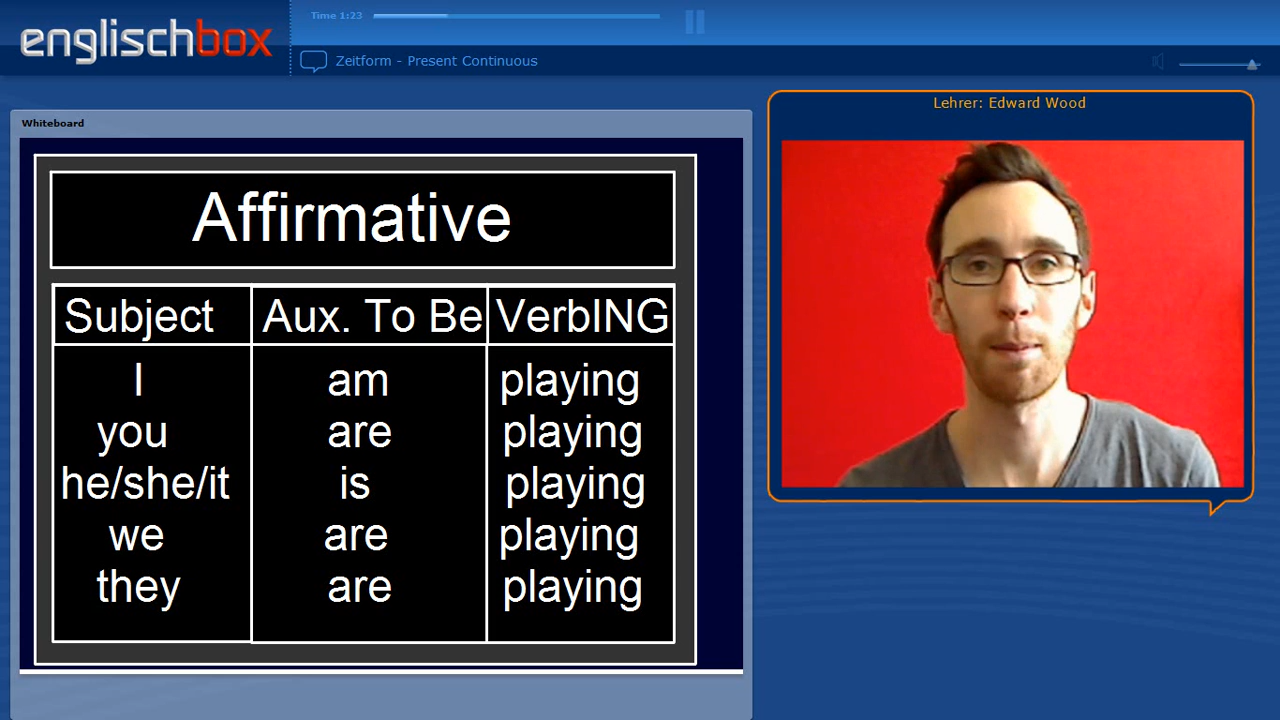 englischbox
Time 1:23
Zeitform - Present Continuous
Whiteboard
Affirmative
Subject Aux. To Be VerbING
I am playing
you are playing
he/she/it is playing
we are playing
they are playing
Lehrer: Edward Wood